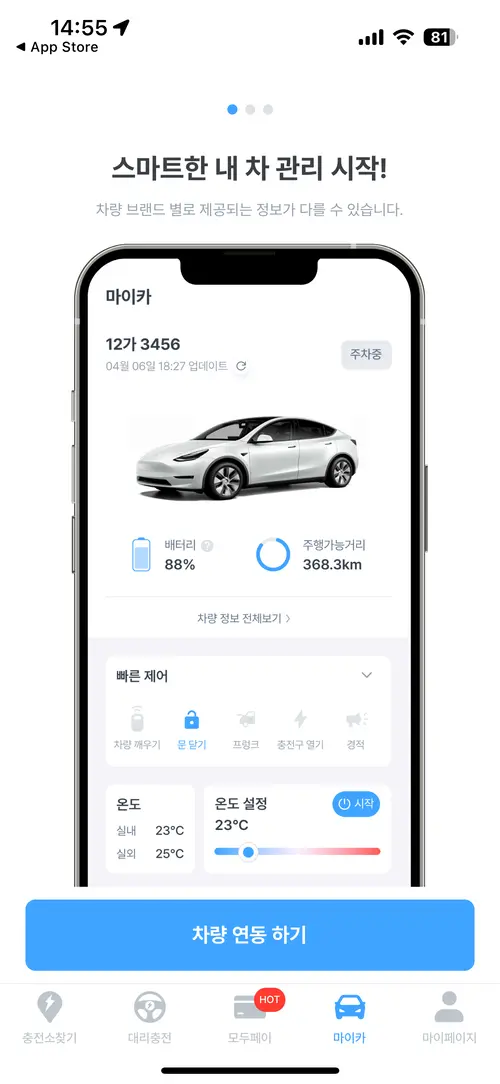 14:55
81
◀ App Store
스마트한 내 차 관리 시작!
차량 브랜드 별로 제공되는 정보가 다를 수 있습니다.
마이카
12가 3456
04월 06일 18:27 업데이트
주차중
배터리 ?
88%
주행가능거리
368.3km
차량 정보 전체보기 >
빠른 제어
차량 깨우기
문 닫기
프렁크
충전구 열기
경적
온도
실내 23°C
실외 25°C
온도 설정
23°C
시작
차량 연동 하기
충전소찾기
대리충전
모두페이
HOT
마이카
마이페이지